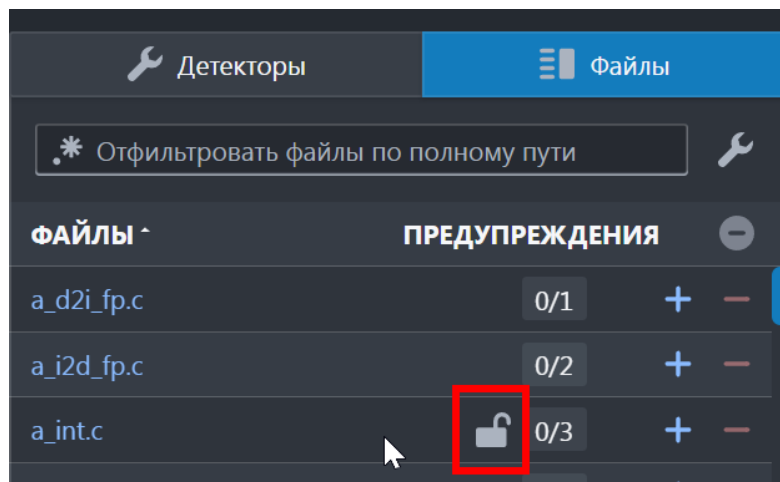 Детекторы
Файлы
.* Отфильтровать файлы по полному пути
ФАЙЛЫ
ПРЕДУПРЕЖДЕНИЯ
a_d2i_fp.c 0/1
a_i2d_fp.c 0/2
a_int.c 0/3